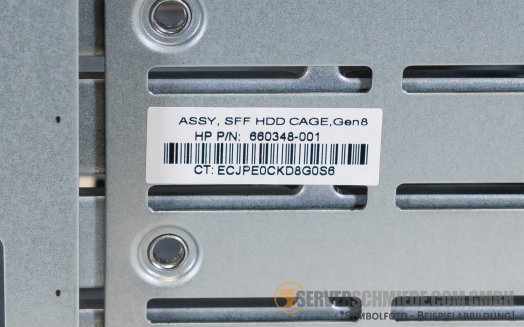 ASSY, SFF HDD CAGE,Gen8
HP P/N: 660348-001
CT: ECJPE0CKD8G0S6
SERVERSCHMIEDE.COM GMBH
*SYMBOLFOTO - BEISPIELABBILDUNG!